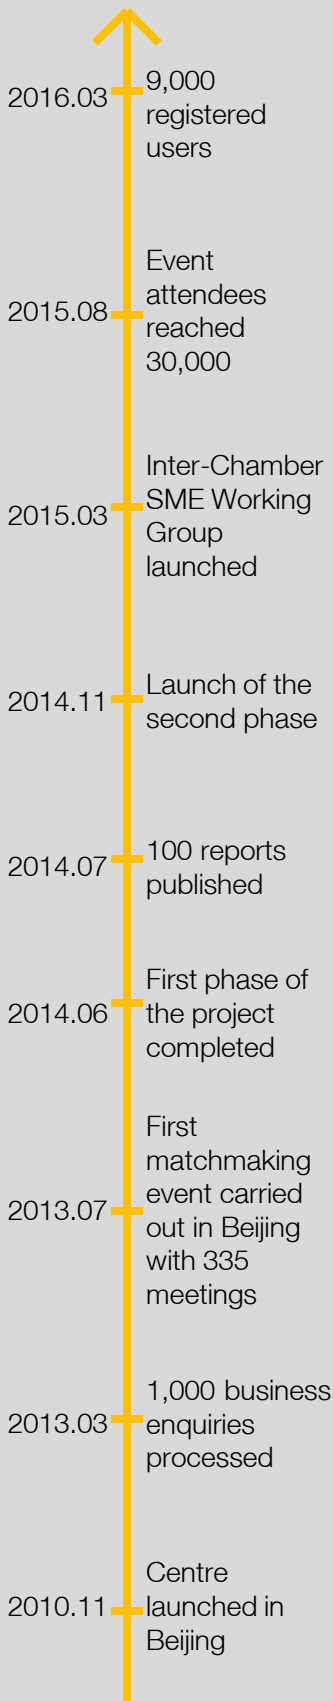 2016.03
9,000
registered
users
2015.08
Event
attendees
reached
30,000
2015.03
Inter-Chamber
SME Working
Group
launched
2014.11
Launch of the
second phase
2014.07
100 reports
published
2014.06
First phase of
the project
completed
2013.07
First
matchmaking
event carried
out in Beijing
with 335
meetings
2013.03
1,000 business
enquiries
processed
2010.11
Centre
launched in
Beijing